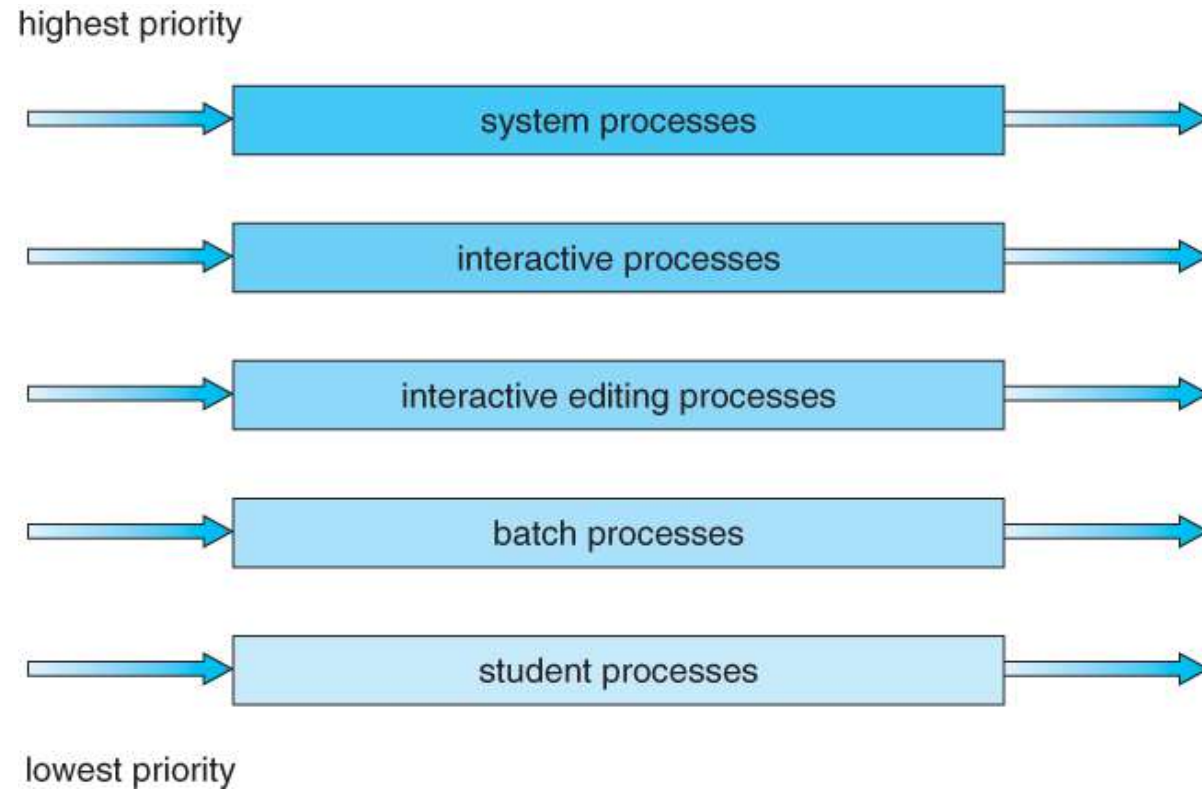 highest priority
system processes
interactive processes
interactive editing processes
batch processes
student processes
lowest priority